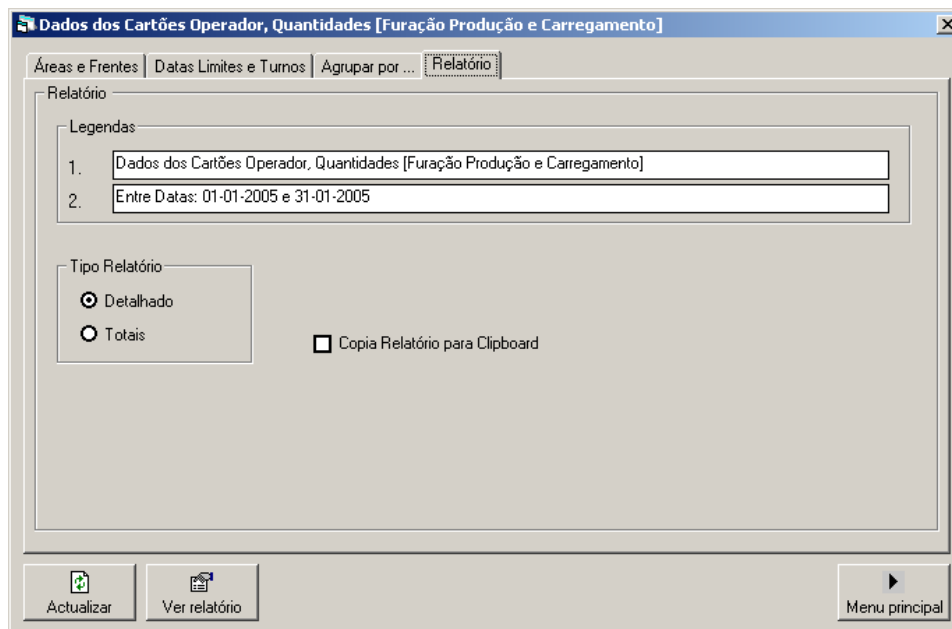 Dados dos Cartões Operador, Quantidades [Furação Produção e Carregamento]
Áreas e Frentes Datas Limites e Turnos Agrupar por ... Relatório
Relatório
Legendas
1. Dados dos Cartões Operador, Quantidades [Furação Produção e Carregamento]
2. Entre Datas: 01-01-2005 e 31-01-2005
Tipo Relatório
Detalhado
Totais
Copia Relatório para Clipboard
Actualizar Ver relatório Menu principal